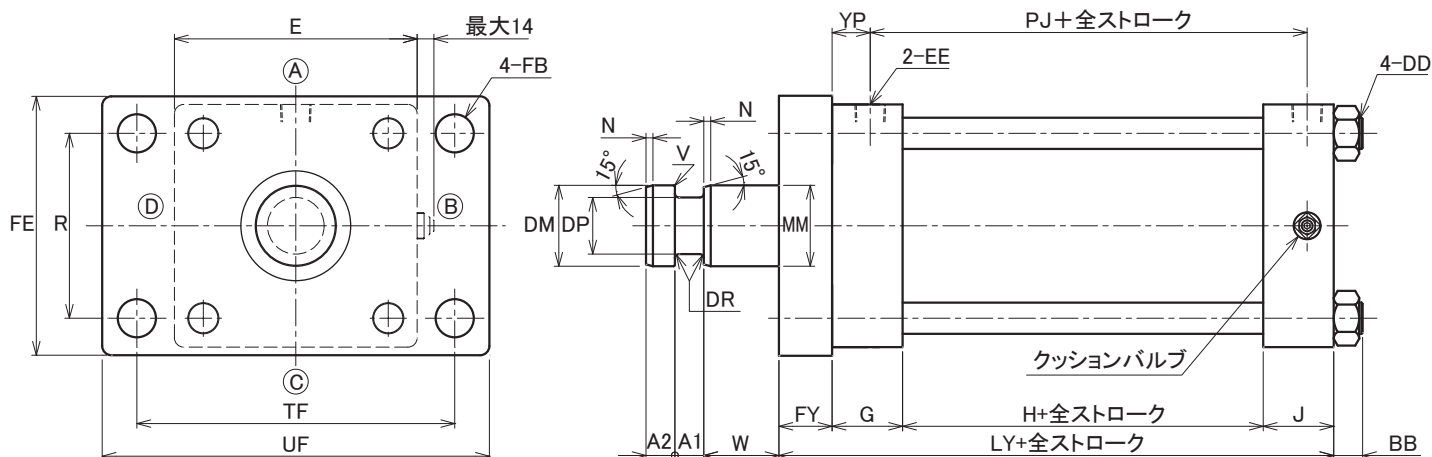 E
最大14
4-FB
A
FE
R
D
B
C
TF
UF
YP
PJ+全ストローク
2-EE
4-DD
N
N
15°
V
15°
DM
DP
MM
DR
クッションバルブ
FY
G
H+全ストローク
J
A2
A1
W
LY+全ストローク
BB